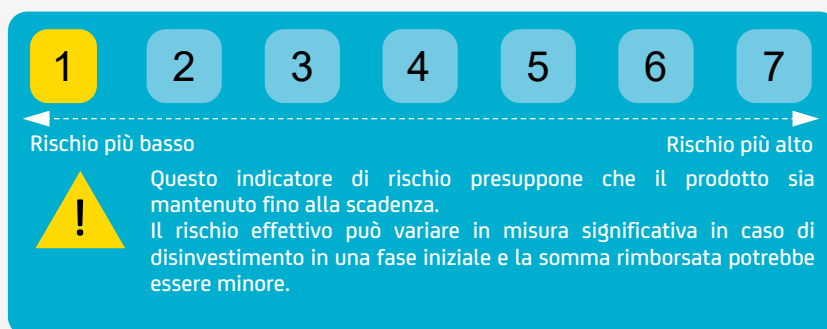 1 2 3 4 5 6 7
Rischio più basso Rischio più alto
!
Questo indicatore di rischio presuppone che il prodotto sia
mantenuto fino alla scadenza.
Il rischio effettivo può variare in misura significativa in caso di
disinvestimento in una fase iniziale e la somma rimborsata potrebbe
essere minore.